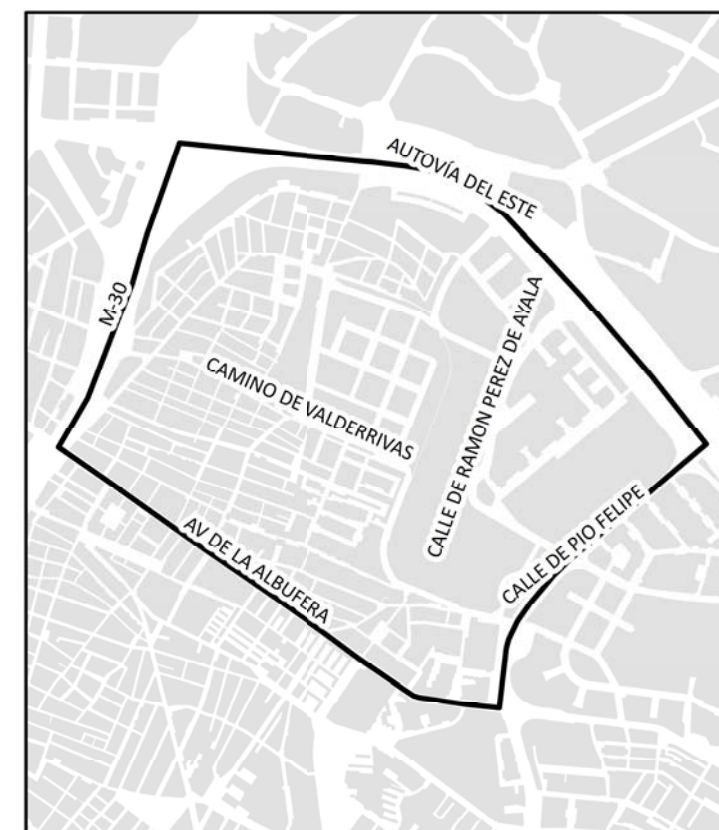 AUTOVÍA DEL ESTE
M-30
CALLE DE RAMON PEREZ DE AYALA
CAMINO DE VALDERRIVAS
CALLE DE PIO FELIPE
AV DE LA ALBUFERA